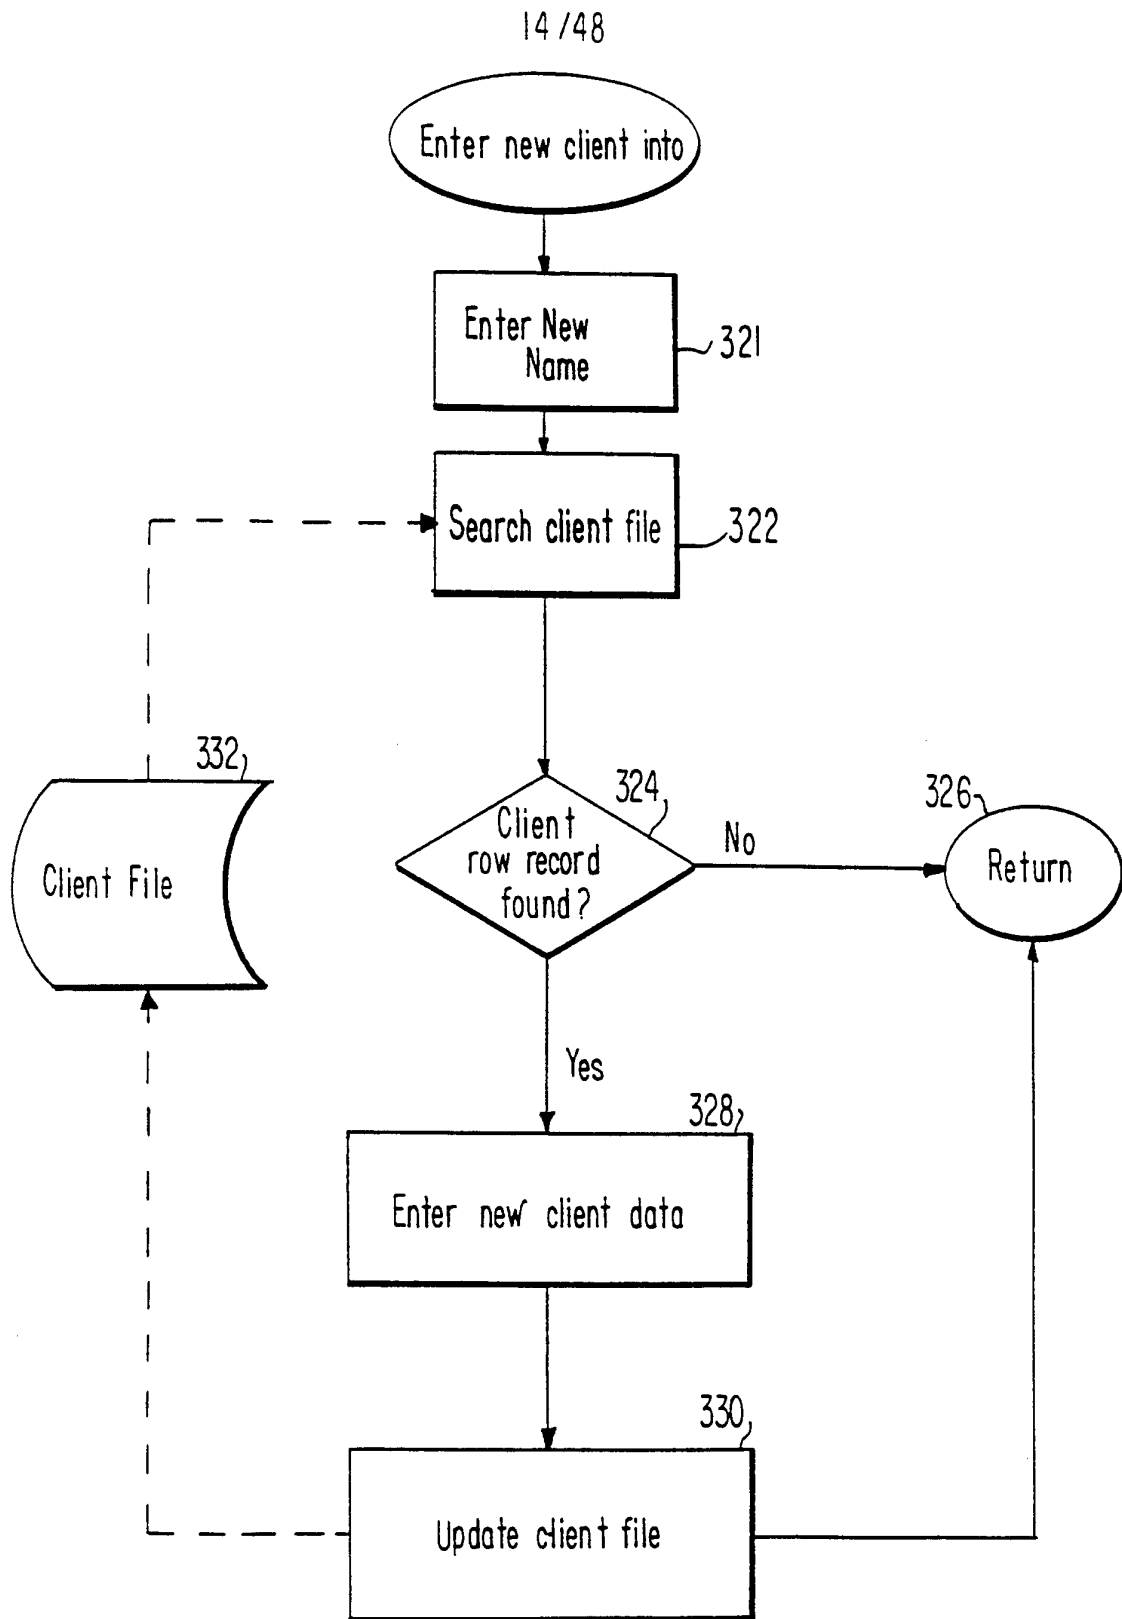 14/48
Enter new client into
Enter New
Name
321
Search client file
322
332
Client File
324
Client
row record
found?
No
326
Return
Yes
328
Enter new client data
330
Update client file